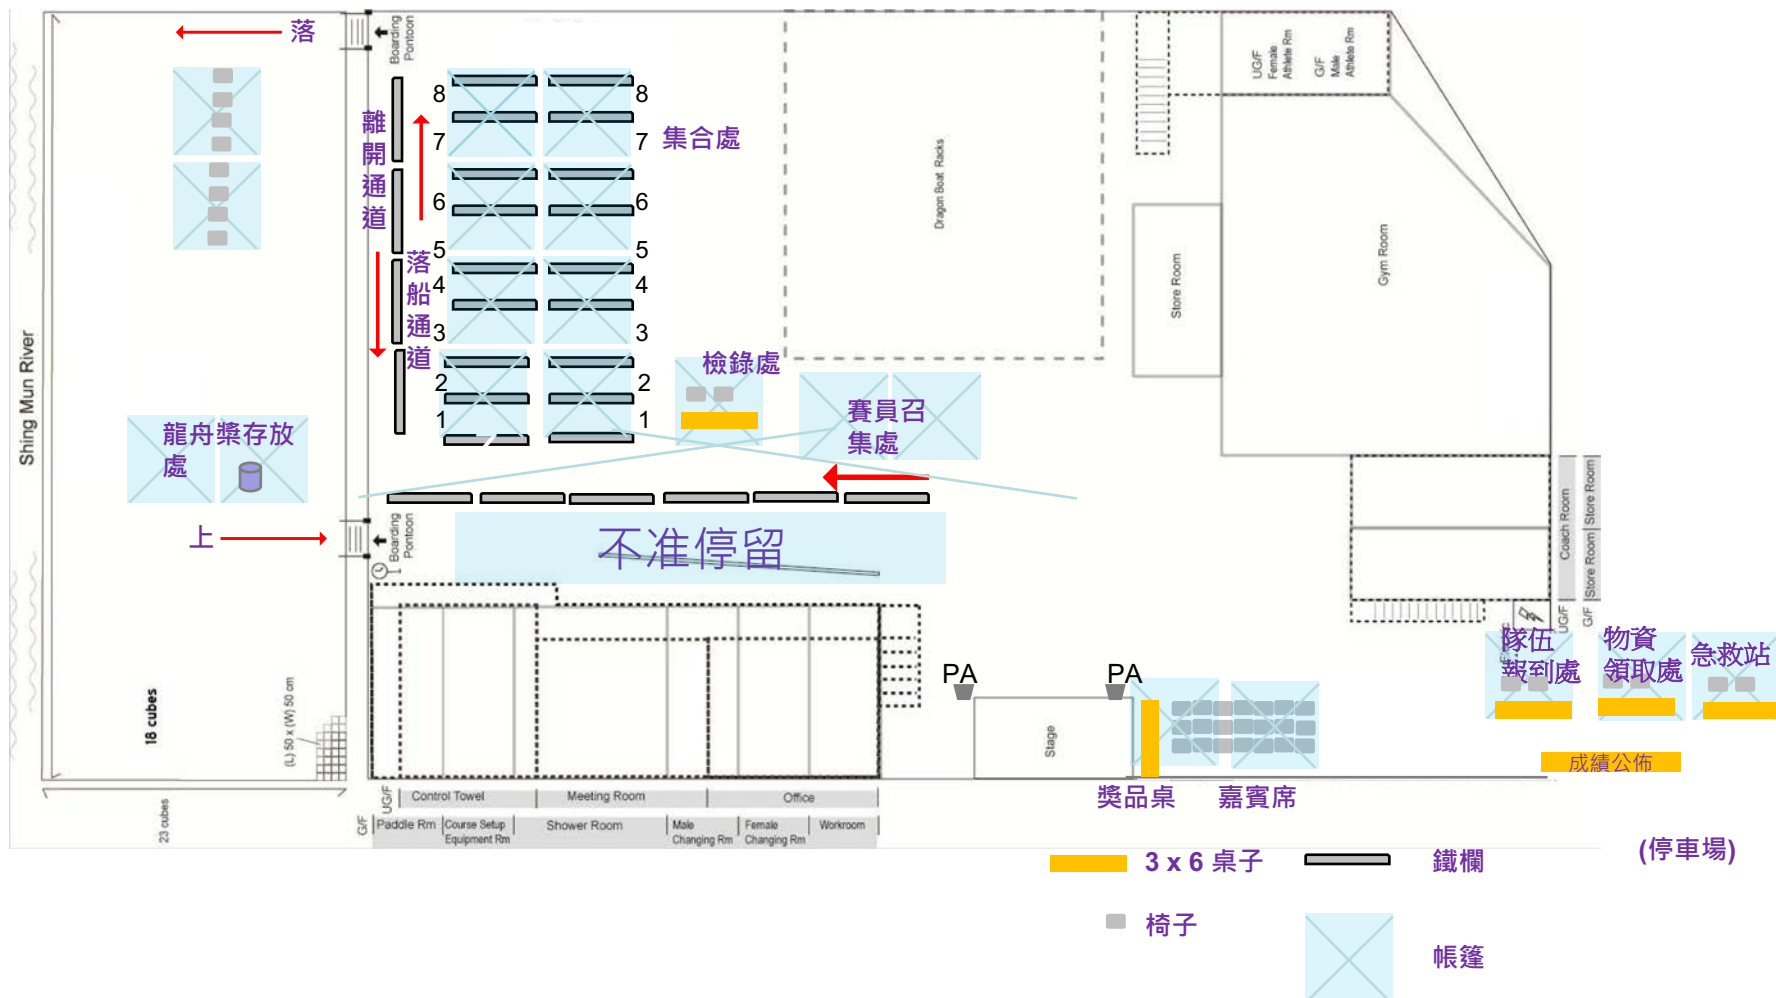 落
Boarding
Pontoon
8
7
6
5
4
3
2
1
8
7
6
5
4
3
2
1
離開通道
落船通道
集合處
檢錄處
賽員召
集處
龍舟槳存放
處
上
Boarding
Pontoon
不准停留
Shing Mun River
18 cubes
23 cubes
(L) 50 x (W) 50 cm
Dragon Boat Racks
Store Room
Gym Room
UG/F
Female
Athlete Rm
G/F
Male
Athlete Rm
Coach Room
UG/F
Store Room
Store Room
G/F
PA
PA
Stage
隊伍
報到處
物資
領取處
急救站
成績公佈
獎品桌
嘉賓席
(停車場)
UG/F
Control Towel
Meeting Room
Office
G/F
Paddle Rm
Course Setup
Equipment Rm
Shower Room
Male
Changing Rm
Female
Changing Rm
Workroom
3 x 6 桌子
鐵欄
椅子
帳篷